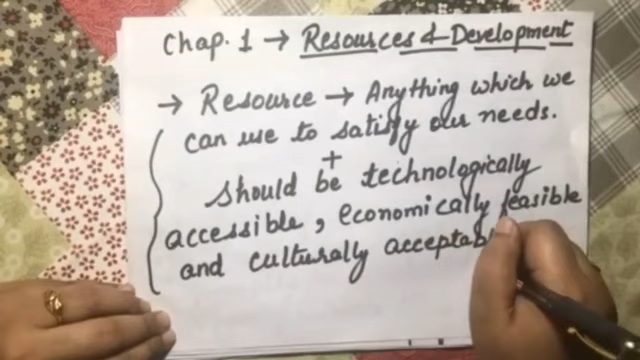 Chap. 1 → Resources & Development
→ Resource → Anything which we
can use to satisfy our needs.
+
should be technologically
accessible, economically feasible
and culturally acceptab